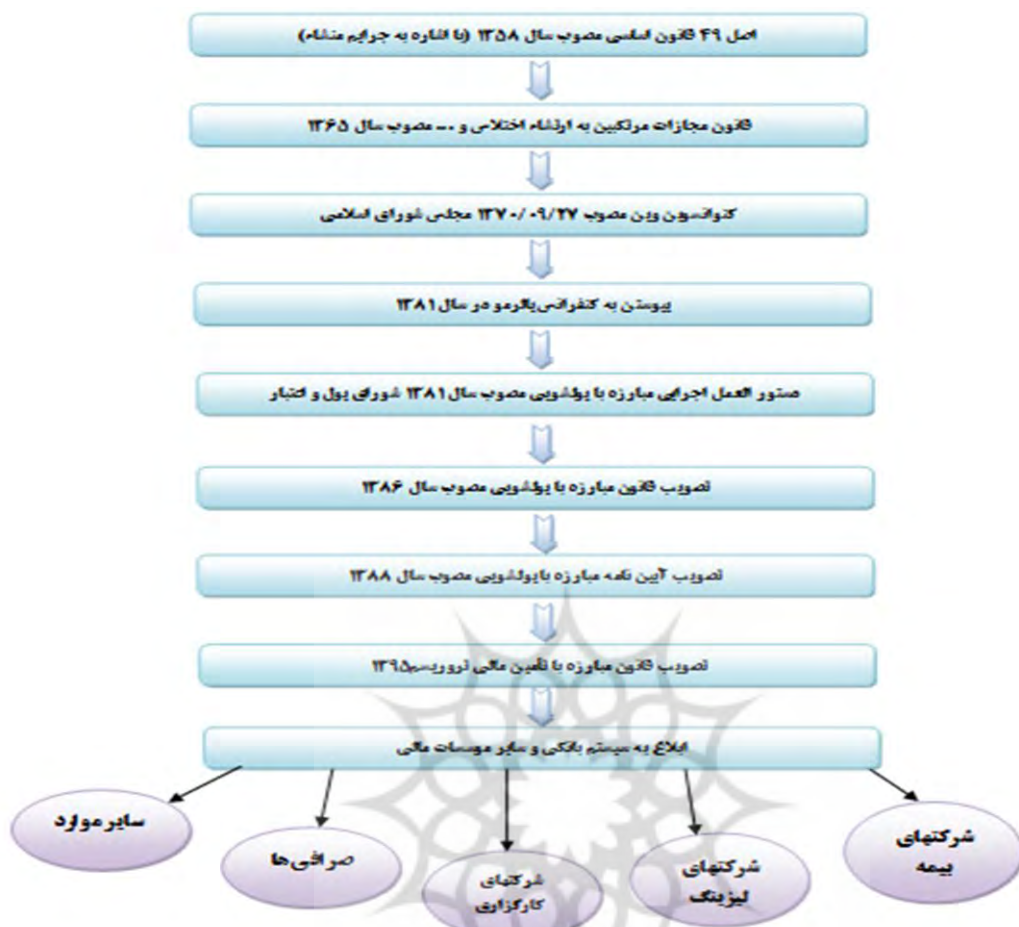 اصل ۴۹ قانون اساسی مصوب سال ۱۳۵۸ (با اشاره به جرایم منشاء)
قانون مجازات مرتکبین به ارتشاء اختلاس و ... مصوب سال ۱۳۶۵
کنوانسیون وین مصوب ۱۳۷۰/۰۹/۲۷ مجلس شورای اسلامی
پیوستن به کنفرانس پالرمو در سال ۱۳۸۱
دستور العمل اجرایی مبارزه با پولشویی مصوب سال ۱۳۸۱ شورای پول و اعتبار
تصویب قانون مبارزه با پولشویی مصوب سال ۱۳۸۶
تصویب آیین نامه مبارزه با پولشویی مصوب سال ۱۳۸۸
تصویب قانون مبارزه با تأمین مالی تروریسم ۱۳۹۵
ابلاغ به سیستم بانکی و سایر موسسات مالی
شرکتهای
بیمه
شرکتهای
لیزینگ
شرکتهای
کارگزاری
صرافی‌ها
سایر موارد